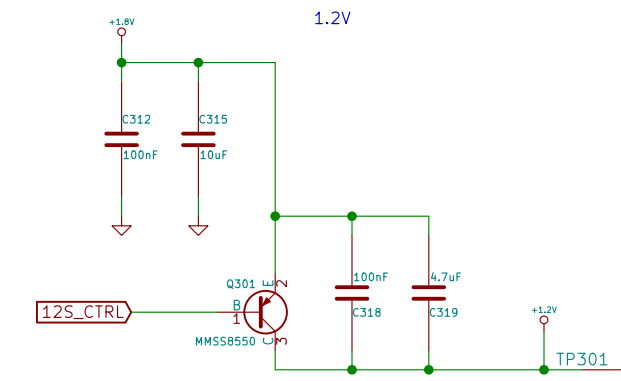 1.2V
+1.8V
C312
100nF
C315
10uF
Q301
E
2
B
1
12S_CTRL
MMSS8550
C
3
100nF
C318
4.7uF
C319
+1.2V
TP301